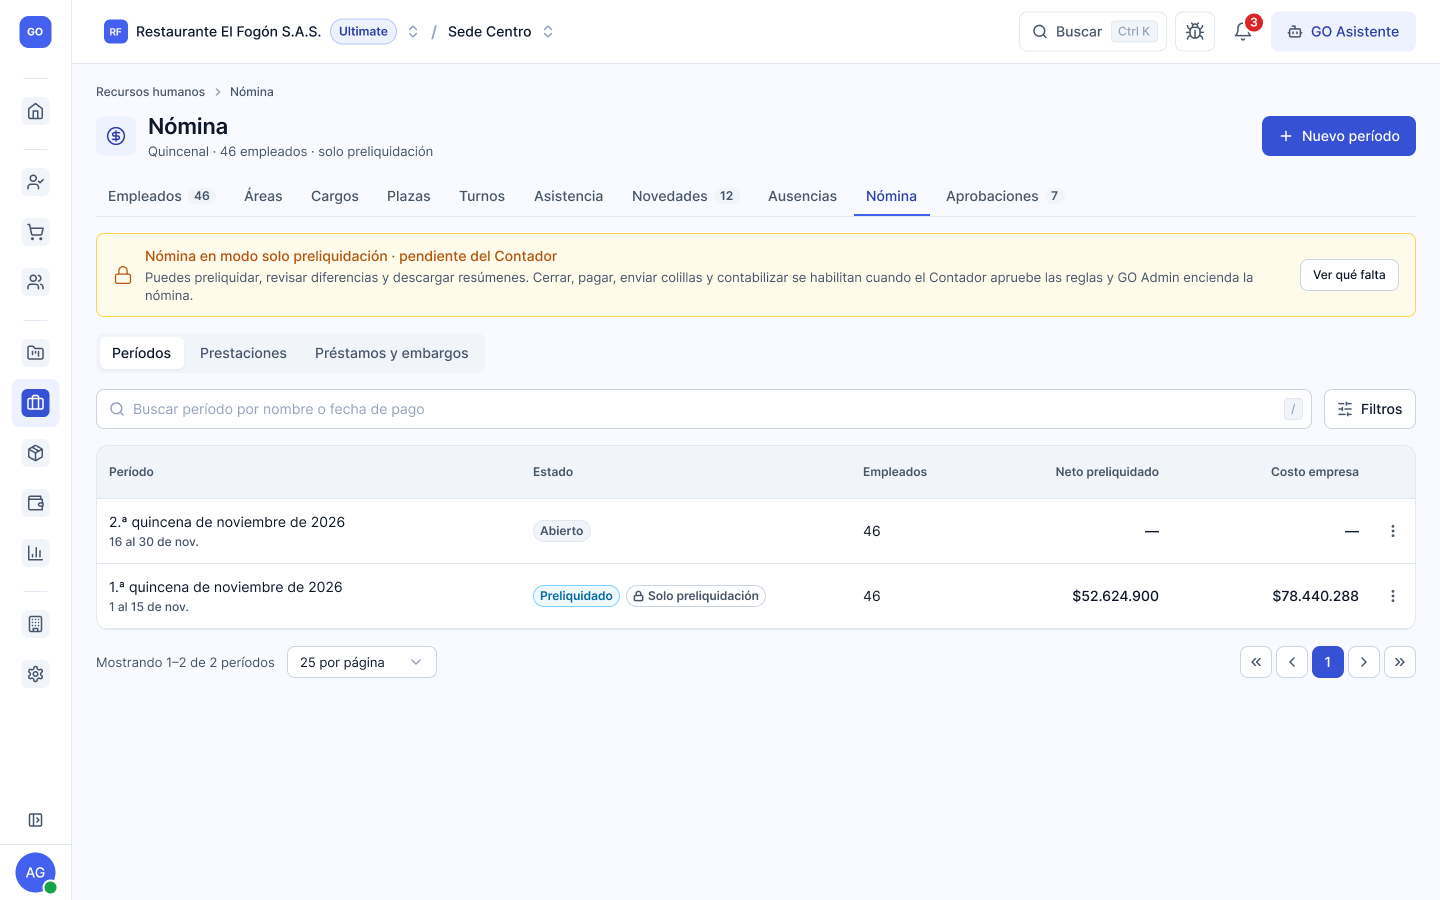 GO
RF Restaurante El Fogón S.A.S. Ultimate / Sede Centro
Buscar Ctrl K
3
GO Asistente
Recursos humanos > Nómina
Nómina
Quincenal · 46 empleados · solo preliquidación
+ Nuevo período
Empleados 46 Áreas Cargos Plazas Turnos Asistencia Novedades 12 Ausencias Nómina Aprobaciones 7
Nómina en modo solo preliquidación · pendiente del Contador
Puedes preliquidar, revisar diferencias y descargar resúmenes. Cerrar, pagar, enviar colillas y contabilizar se habilitan cuando el Contador apruebe las reglas y GO Admin encienda la
nómina.
Ver qué falta
Períodos Prestaciones Préstamos y embargos
Buscar período por nombre o fecha de pago /
Filtros
Período Estado Empleados Neto preliquidado Costo empresa
2.ª quincena de noviembre de 2026
16 al 30 de nov.
Abierto 46 — —
1.ª quincena de noviembre de 2026
1 al 15 de nov.
Preliquidado Solo preliquidación 46 $52.624.900 $78.440.288
Mostrando 1–2 de 2 períodos 25 por página
« ‹ 1 › »
AG